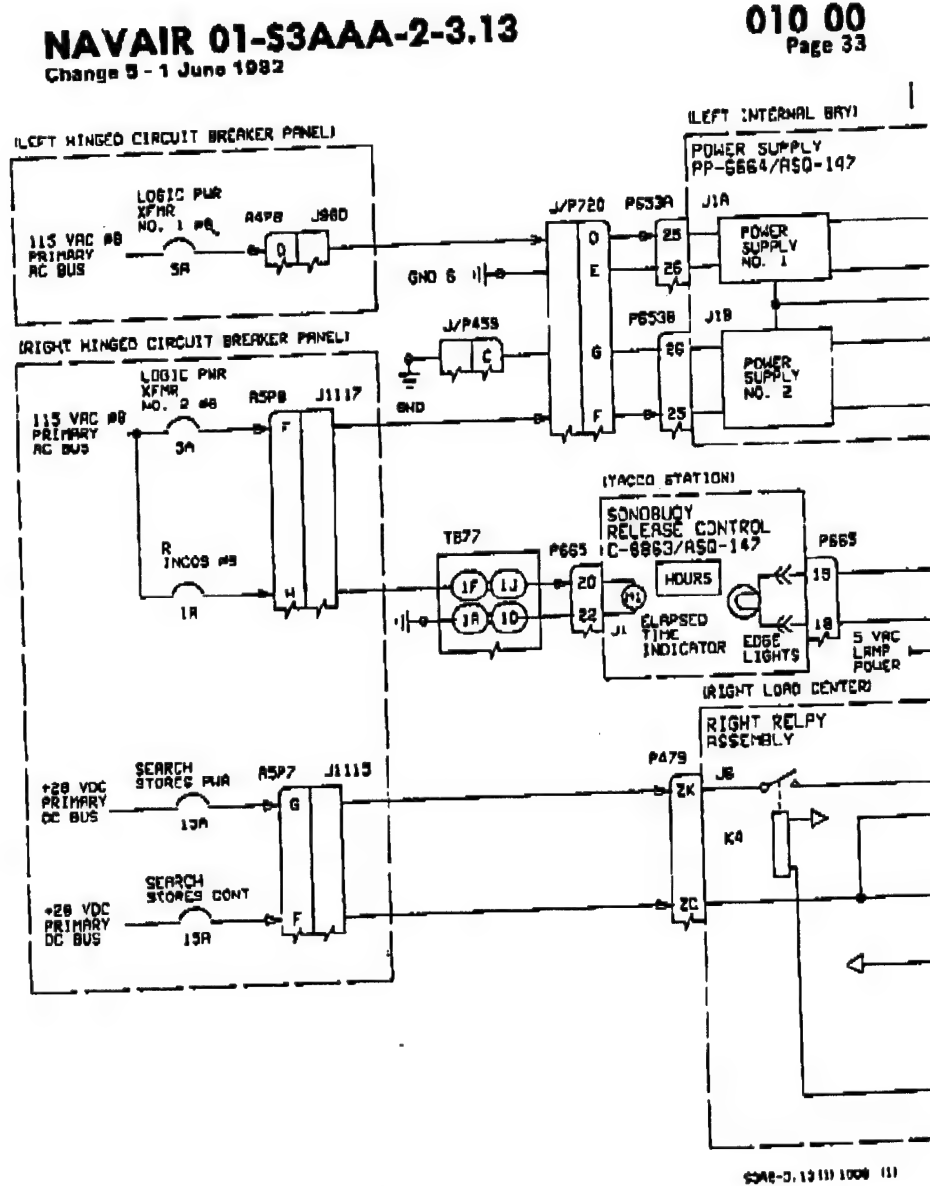 NAVAIR 01-S3AAA-2-3.13
Change 5 - 1 June 1982
010 00
Page 33
(LEFT HINGED CIRCUIT BREAKER PANEL)
LOGIC PWR
XFMR
NO. 1 øB
115 VAC øB
PRIMARY
AC BUS
5A
A4P8
D
(LEFT INTERNAL BAY)
POWER SUPPLY
PP-6664/ASQ-147
J/P720
P653A
J1A
D
25
E
26
POWER
SUPPLY
NO. 1
GND 6
J/P459
C
GND
P653B
J1B
G
26
F
25
POWER
SUPPLY
NO. 2
(RIGHT HINGED CIRCUIT BREAKER PANEL)
LOGIC PWR
XFMR
NO. 2 øB
115 VAC øB
PRIMARY
AC BUS
A5P8
J1117
F
R
INCOS øB
1A
H
(TACCO STATION)
SONOBUOY
RELEASE CONTROL
C-8863/ASQ-147
TB77
1F
1J
1A
1D
P665
20
22
J1
M1
HOURS
ELAPSED
TIME
INDICATOR
EDGE
LIGHTS
P665
15
18
5 VAC
LAMP
POWER
(RIGHT LOAD CENTER)
RIGHT RELAY
ASSEMBLY
P479
J6
ZK
K4
ZC
+28 VDC
PRIMARY
DC BUS
SEARCH
STORES PWR
15A
A5P7
J1115
G
+28 VDC
PRIMARY
DC BUS
SEARCH
STORES CONT
15A
F